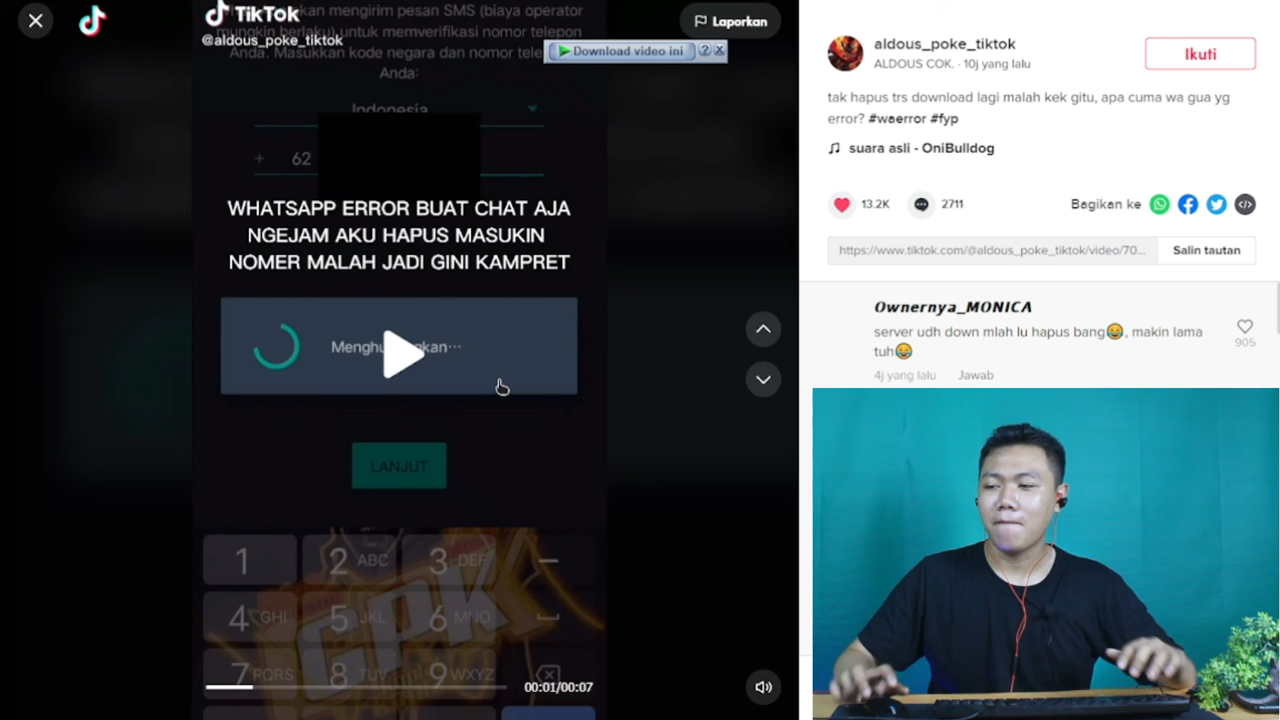 TikTok
@aldous_poke_tiktok
kan mengirim pesan SMS (biaya operator
mungkin berlaku) untuk memverifikasi nomor telepon
Anda. Masukkan kode negara dan nomor
Anda:
Indonesia
+ 62
Laporkan
Download video ini
WHATSAPP ERROR BUAT CHAT AJA
NGEJAM AKU HAPUS MASUKIN
NOMER MALAH JADI GINI KAMPRET
LANJUT
1
2 ABC
3 DEF
4 GHI
5 JKL
6 MNO
7 PQRS
8 TUV
9 WXYZ
00:01/00:07
aldous_poke_tiktok
ALDOUS COK. · 10j yang lalu
Ikuti
tak hapus trs download lagi malah kek gitu, apa cuma wa gua yg
error? #waerror #fyp
suara asli - OniBulldog
13.2K
2711
Bagikan ke
https://www.tiktok.com/@aldous_poke_tiktok/video/70...
Salin tautan
Ownernya_MONICA
server udh down mlah lu hapus bang😂, makin lama
tuh😂
905
4j yang lalu
Jawab